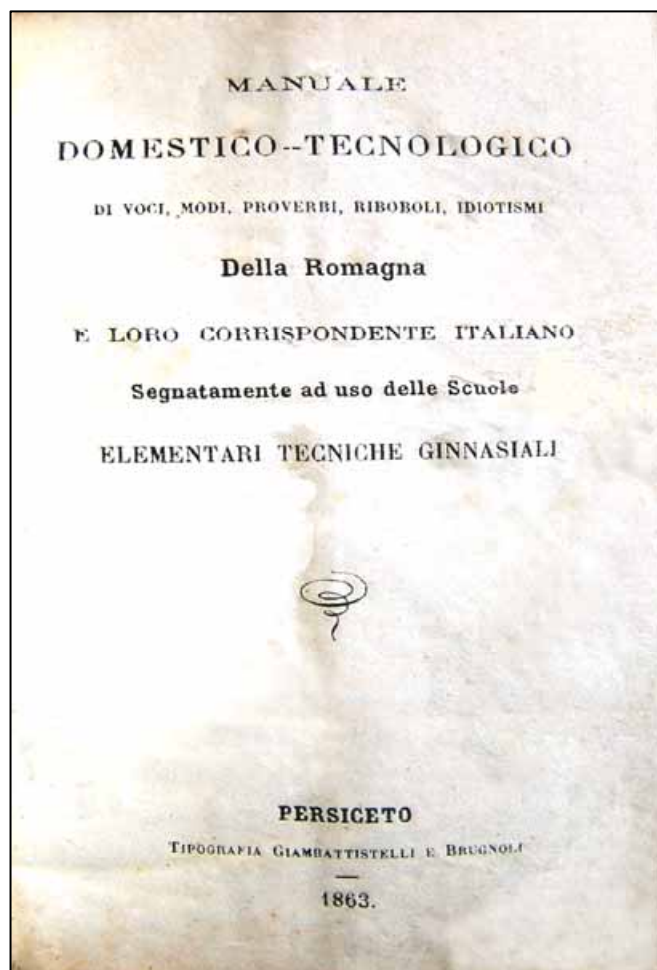 MANUALE
DOMESTICO--TECNOLOGICO
DI VOCI, MODI, PROVERBI, RIBOBOLI, IDIOTISMI
Della Romagna
E LORO CORRISPONDENTE ITALIANO
Segnatamente ad uso delle Scuole
ELEMENTARI TECNICHE GINNASIALI
PERSICETO
TIPOGRAFIA GIAMBATTISTELLI E BRUGNOLI
1863.